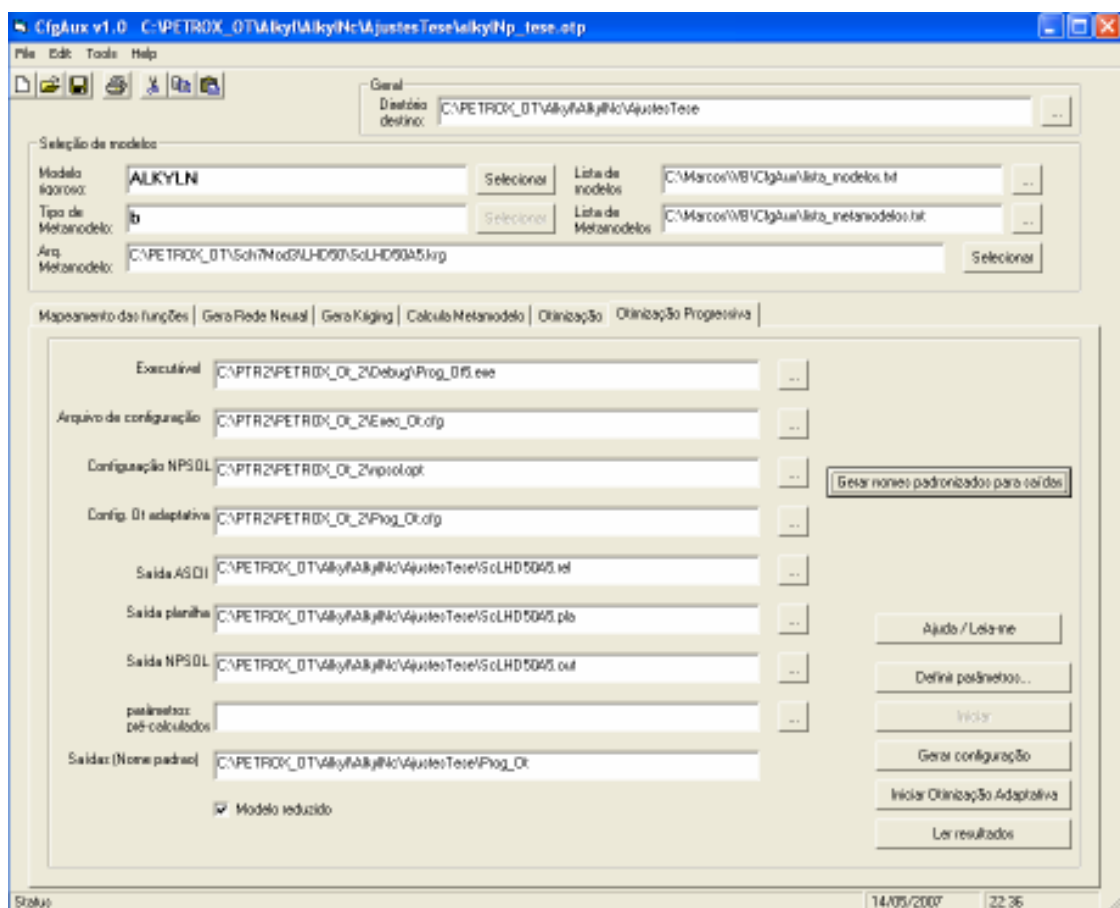 CfgAux v1.0 C:\PETROX_OT\Alkyl\AlkylNc\AjustesTese\alkylNp_tese.otp
File Edit Tools Help
Geral
Diretório destino: C:\PETROX_OT\Alkyl\AlkylNc\AjustesTese ...
Seleção de modelos
Modelo rigoroso: ALKYLN Selecionar Lista de modelos C:\Marcos\VB\CfgAux\lista_modelos.txt ...
Tipo de Metamodelo: b Selecionar Lista de Metamodelos C:\Marcos\VB\CfgAux\lista_metamodelos.txt ...
Arq. Metamodelo: C:\PETROX_OT\Sch7Mod3\LHD50\ScLHD50A5.krg Selecionar
Mapeamento das funções Gera Rede Neural Gera Kriging Calcula Metamodelo Otimização Otimização Progressiva
Executável C:\PTR2\PETROX_Ot_2\Debug\Prog_Ot5.exe ...
Arquivo de configuração C:\PTR2\PETROX_Ot_2\Exec_Ot.cfg ...
Configuração NPSOL C:\PTR2\PETROX_Ot_2\npsol.opt ...
Gerar nomes padronizados para saídas
Config. Ot adaptativa C:\PTR2\PETROX_Ot_2\Prog_Ot.cfg ...
Saída ASCII C:\PETROX_OT\Alkyl\AlkylNc\AjustesTese\ScLHD50A5.rel ...
Saída planilha C:\PETROX_OT\Alkyl\AlkylNc\AjustesTese\ScLHD50A5.pla ...
Ajuda / Leia-me
Saída NPSOL C:\PETROX_OT\Alkyl\AlkylNc\AjustesTese\ScLHD50A5.out ...
Definir parâmetros...
parâmetros pré-calculados ...
Iniciar
Saídas (Nome padrao) C:\PETROX_OT\Alkyl\AlkylNc\AjustesTese\Prog_Ot
Gerar configuração
Iniciar Otimização Adaptativa
Modelo reduzido
Ler resultados
Status 14/05/2007 22:36